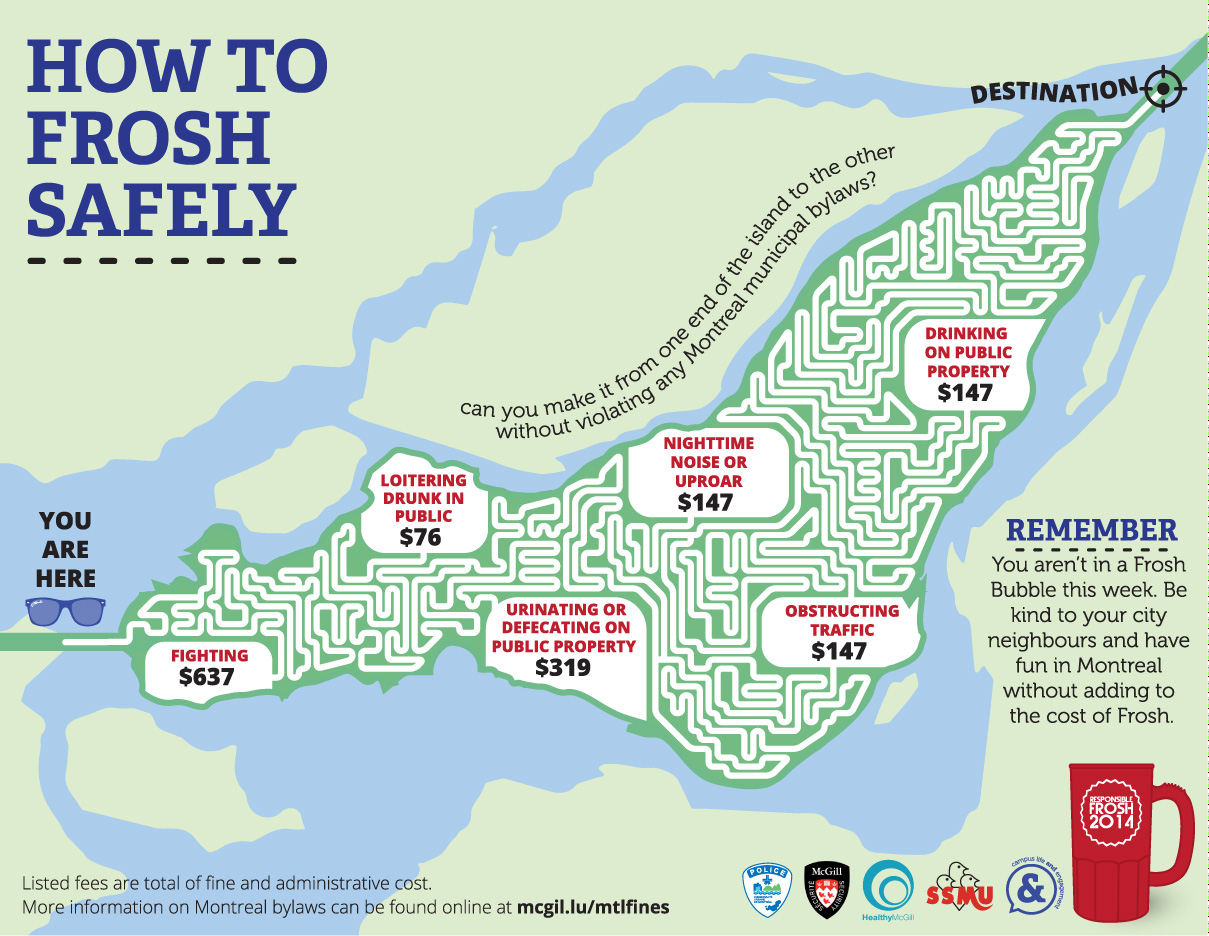 HOW TO
FROSH
SAFELY
DESTINATION
can you make it from one end of the island to the other
without violating any Montreal municipal bylaws?
DRINKING
ON PUBLIC
PROPERTY
$147
NIGHTTIME
NOISE OR
UPROAR
$147
LOITERING
DRUNK IN
PUBLIC
$76
YOU
ARE
HERE
URINATING OR
DEFECATING ON
PUBLIC PROPERTY
$319
OBSTRUCTING
TRAFFIC
$147
FIGHTING
$637
REMEMBER
You aren't in a Frosh
Bubble this week. Be
kind to your city
neighbours and have
fun in Montreal
without adding to
the cost of Frosh.
RESPONSIBLE
FROSH
2014
Listed fees are total of fine and administrative cost.
More information on Montreal bylaws can be found online at mcgil.lu/mtlfines
POLICE
McGill
SÉCURITÉ
SECURITY
HealthyMcGill
SSMU
campus life and engagement
&